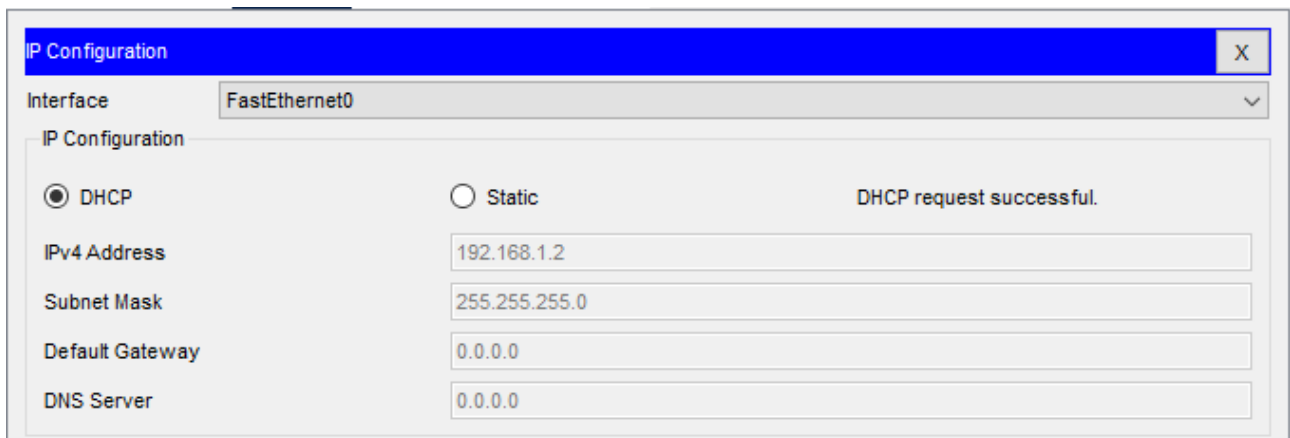 IP Configuration X
Interface FastEthernet0
IP Configuration
DHCP Static DHCP request successful.
IPv4 Address 192.168.1.2
Subnet Mask 255.255.255.0
Default Gateway 0.0.0.0
DNS Server 0.0.0.0